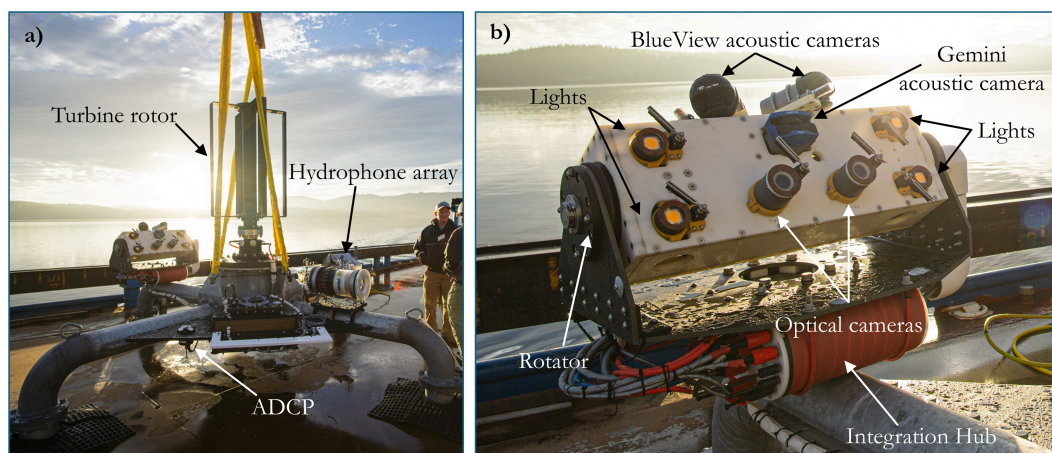 a)
Turbine rotor
Hydrophone array
ADCP
b)
BlueView acoustic cameras
Gemini
acoustic camera
Lights
Lights
Optical cameras
Rotator
Integration Hub